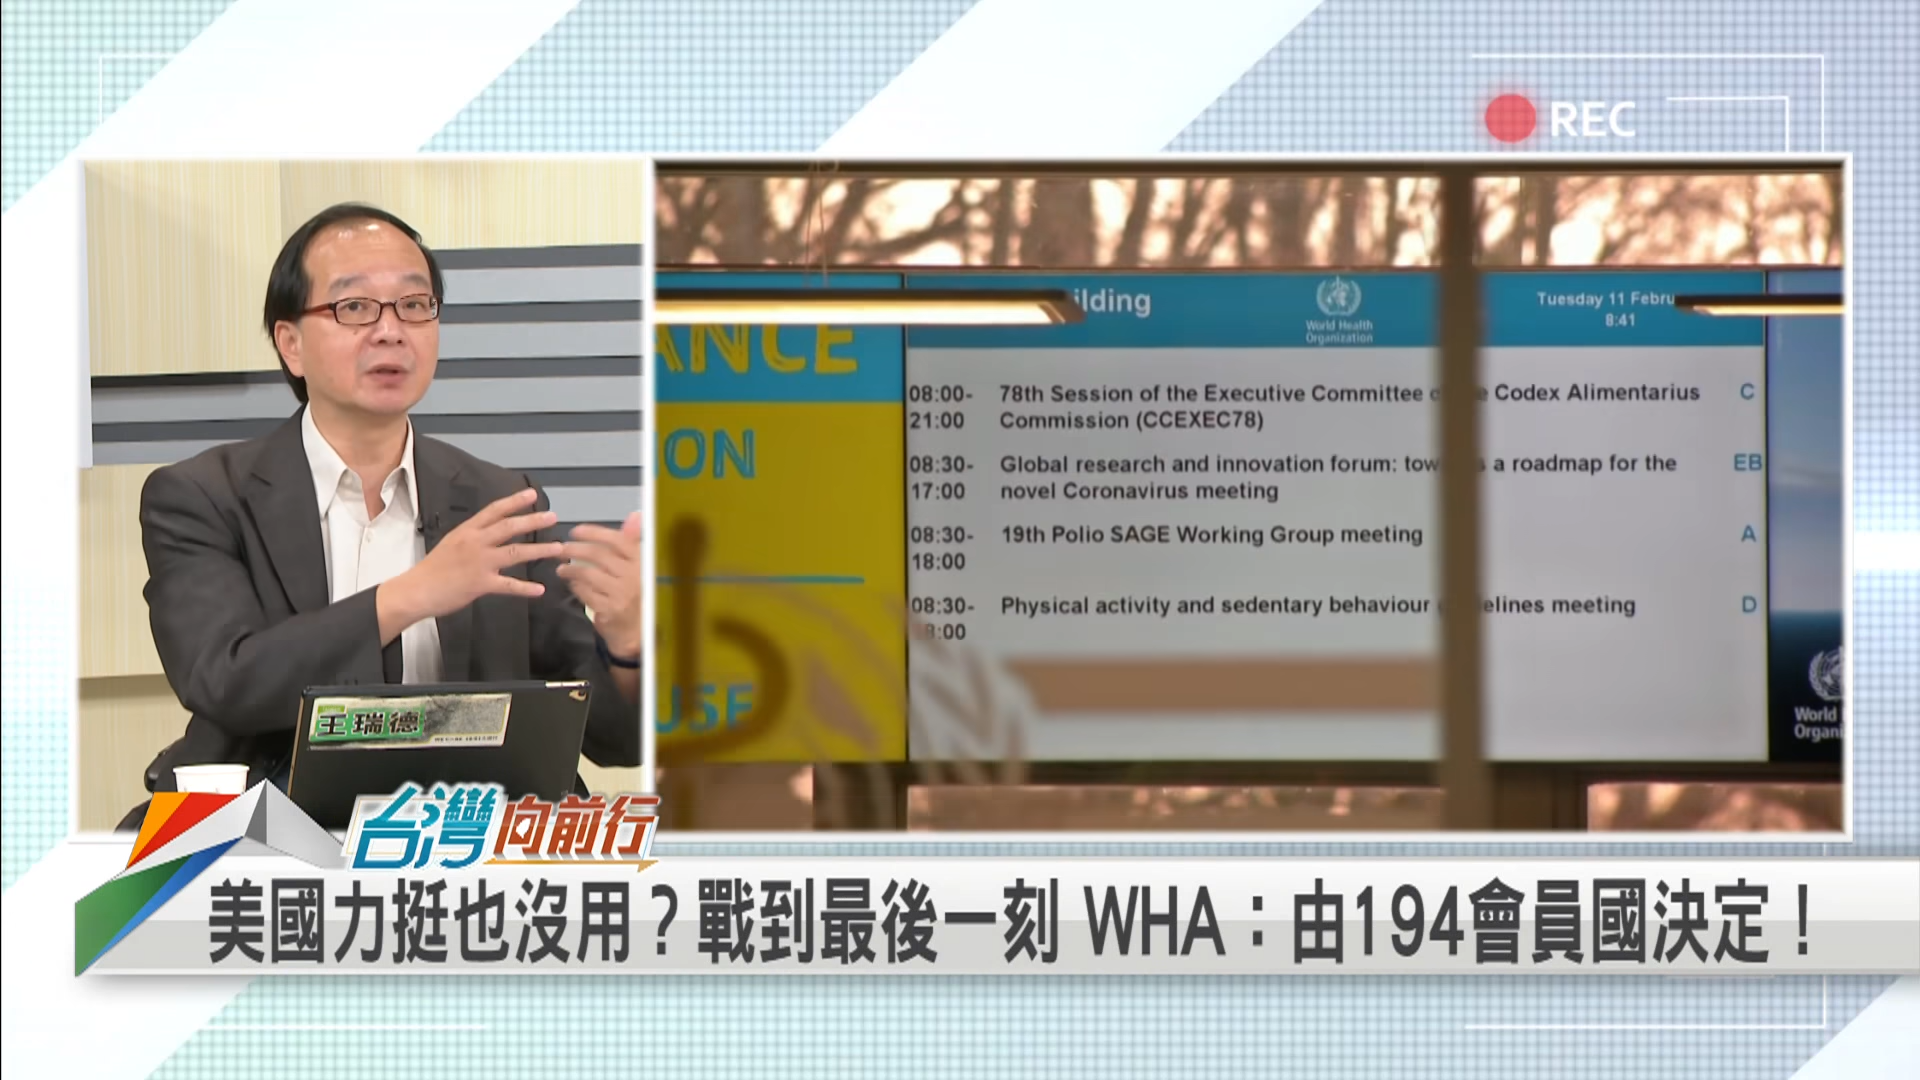 REC
ANCE
ION
USE
ilding
World Health
Organization
Tuesday 11 Febru
8:41
08:00-
21:00
78th Session of the Executive Committee Codex Alimentarius
Commission (CCEXEC78)
C
08:30-
17:00
Global research and innovation forum: tow a roadmap for the
novel Coronavirus meeting
EB
08:30-
18:00
19th Polio SAGE Working Group meeting
A
08:30-
8:00
Physical activity and sedentary behaviour elines meeting
D
World
Organi
王瑞德
台灣向前行
美國力挺也沒用？戰到最後一刻 WHA：由194會員國決定！